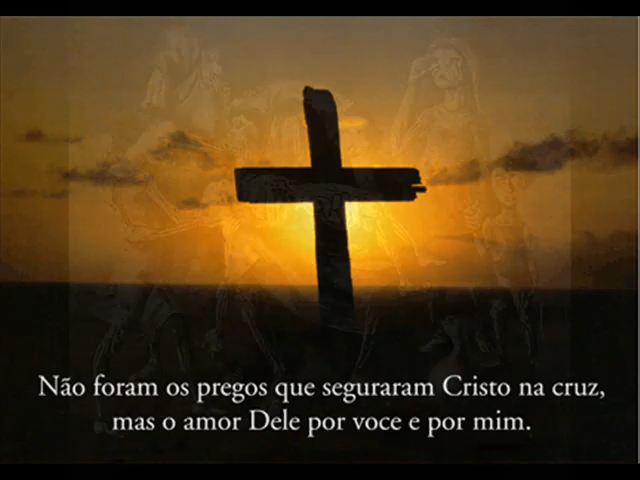 Não foram os pregos que seguraram Cristo na cruz,
mas o amor Dele por voce e por mim.